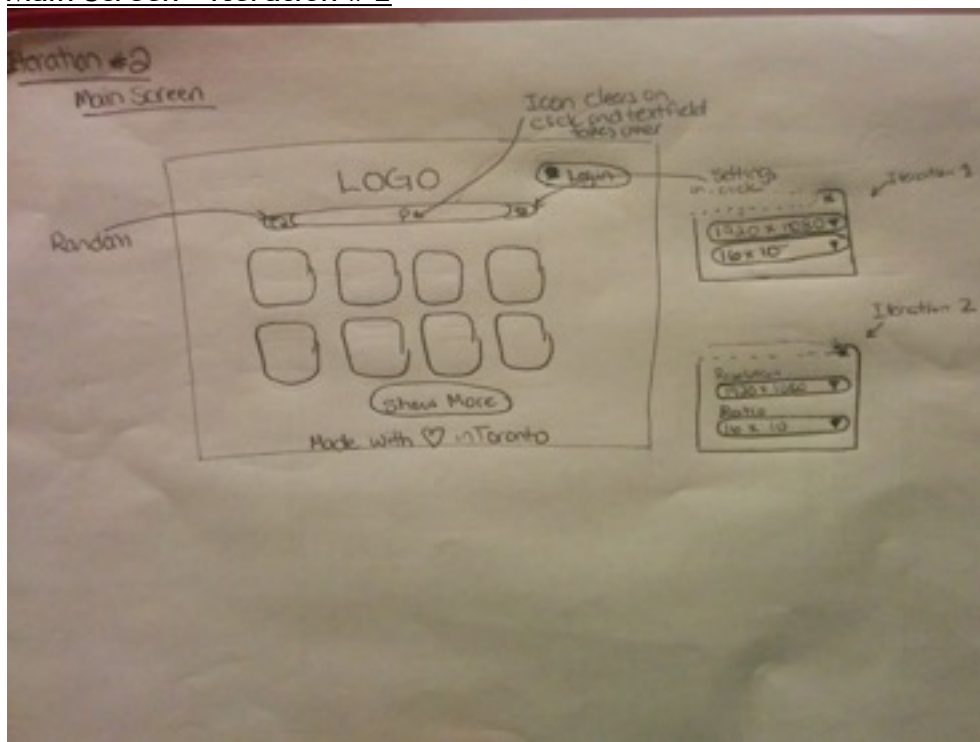 Main Screen - Iteration # 2
Iteration #2
Main Screen
Icon clears on
click and textfield
takes over
LOGO
Login
Settings
on click
Iteration 1
Random
1920 x 1080
16 x 10
Show More
Made with ♡ in Toronto
Iteration 2
Resolution
1920 x 1080
Ratio
16 x 10